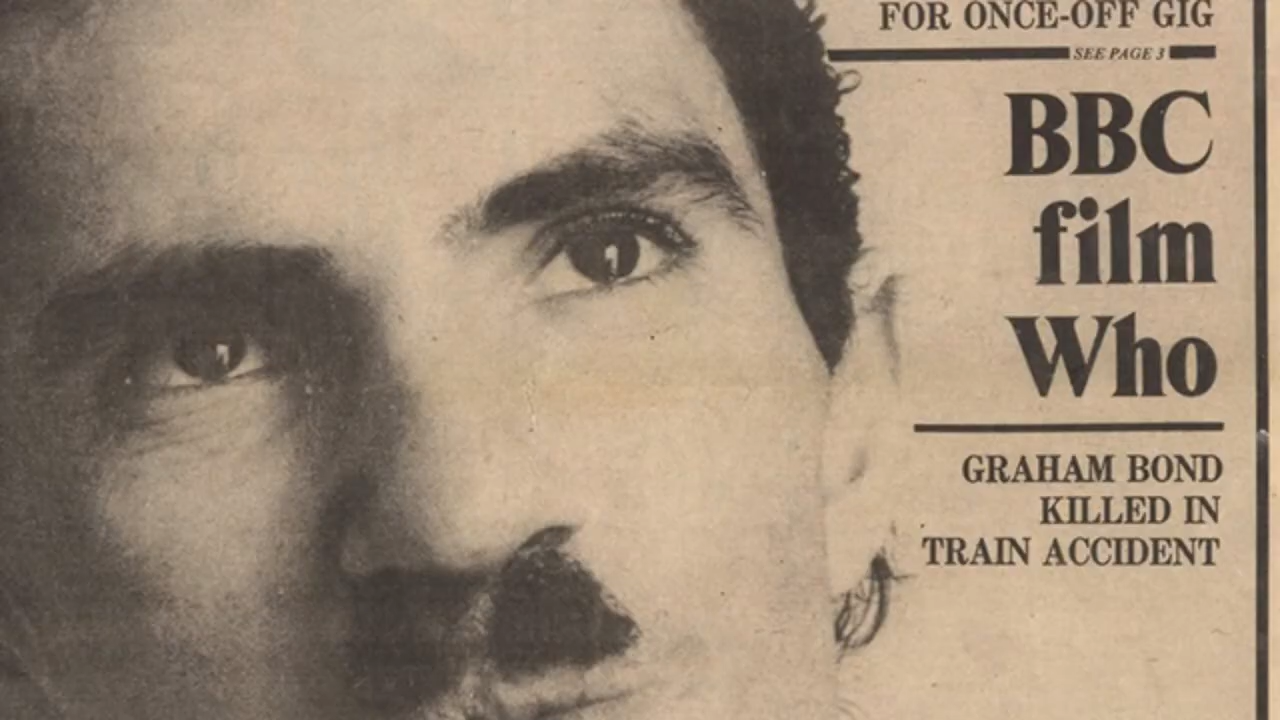 FOR ONCE-OFF GIG
SEE PAGE 3
BBC
film
Who
GRAHAM BOND
KILLED IN
TRAIN ACCIDENT